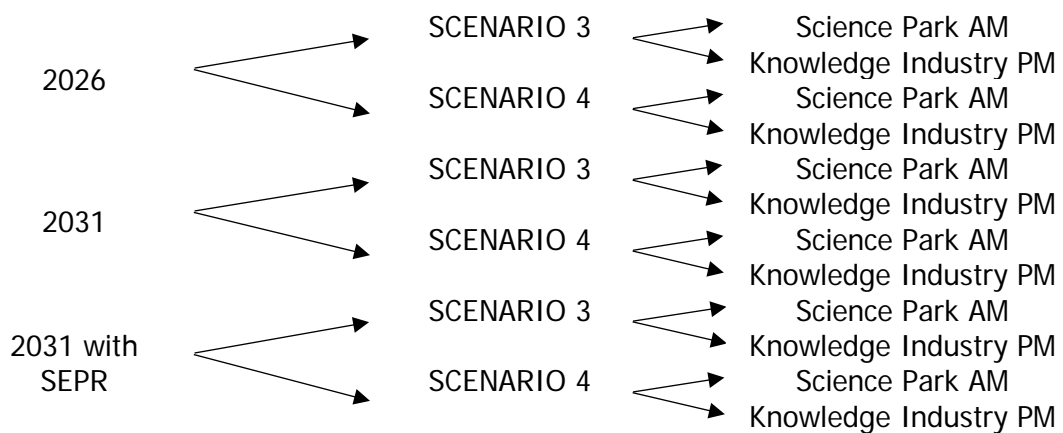 2026
SCENARIO 3
Science Park AM
Knowledge Industry PM
SCENARIO 4
Science Park AM
Knowledge Industry PM
2031
SCENARIO 3
Science Park AM
Knowledge Industry PM
SCENARIO 4
Science Park AM
Knowledge Industry PM
2031 with
SEPR
SCENARIO 3
Science Park AM
Knowledge Industry PM
SCENARIO 4
Science Park AM
Knowledge Industry PM